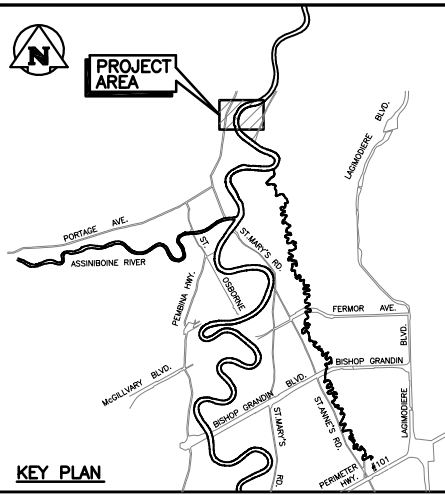 N
PROJECT
AREA
LAGIMODIERE BLVD.
PORTAGE AVE.
ASSINIBOINE RIVER
ST.MARY'S RD.
PEMBINA HWY.
ST.
OSBORNE
FERMOR AVE.
BLVD.
McGILLVARY BLVD.
BISHOP GRANDIN
BISHOP GRANDIN BLVD.
LAGIMODIERE
ST.MARY'S
RD.
ST.ANNE'S RD.
PERIMETER
HWY.
#101
KEY PLAN